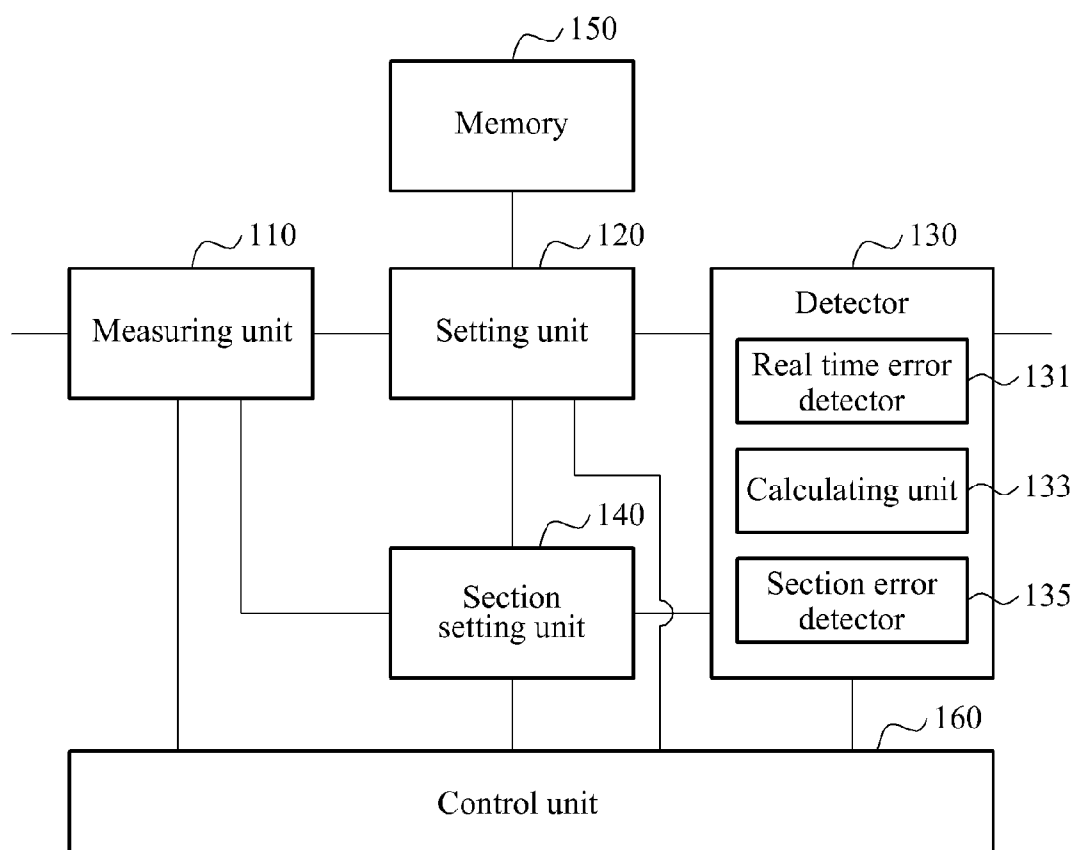 150
Memory
110
120
130
Measuring unit
Setting unit
Detector
Real time error
detector
131
Calculating unit
133
140
Section
setting unit
Section error
detector
135
160
Control unit